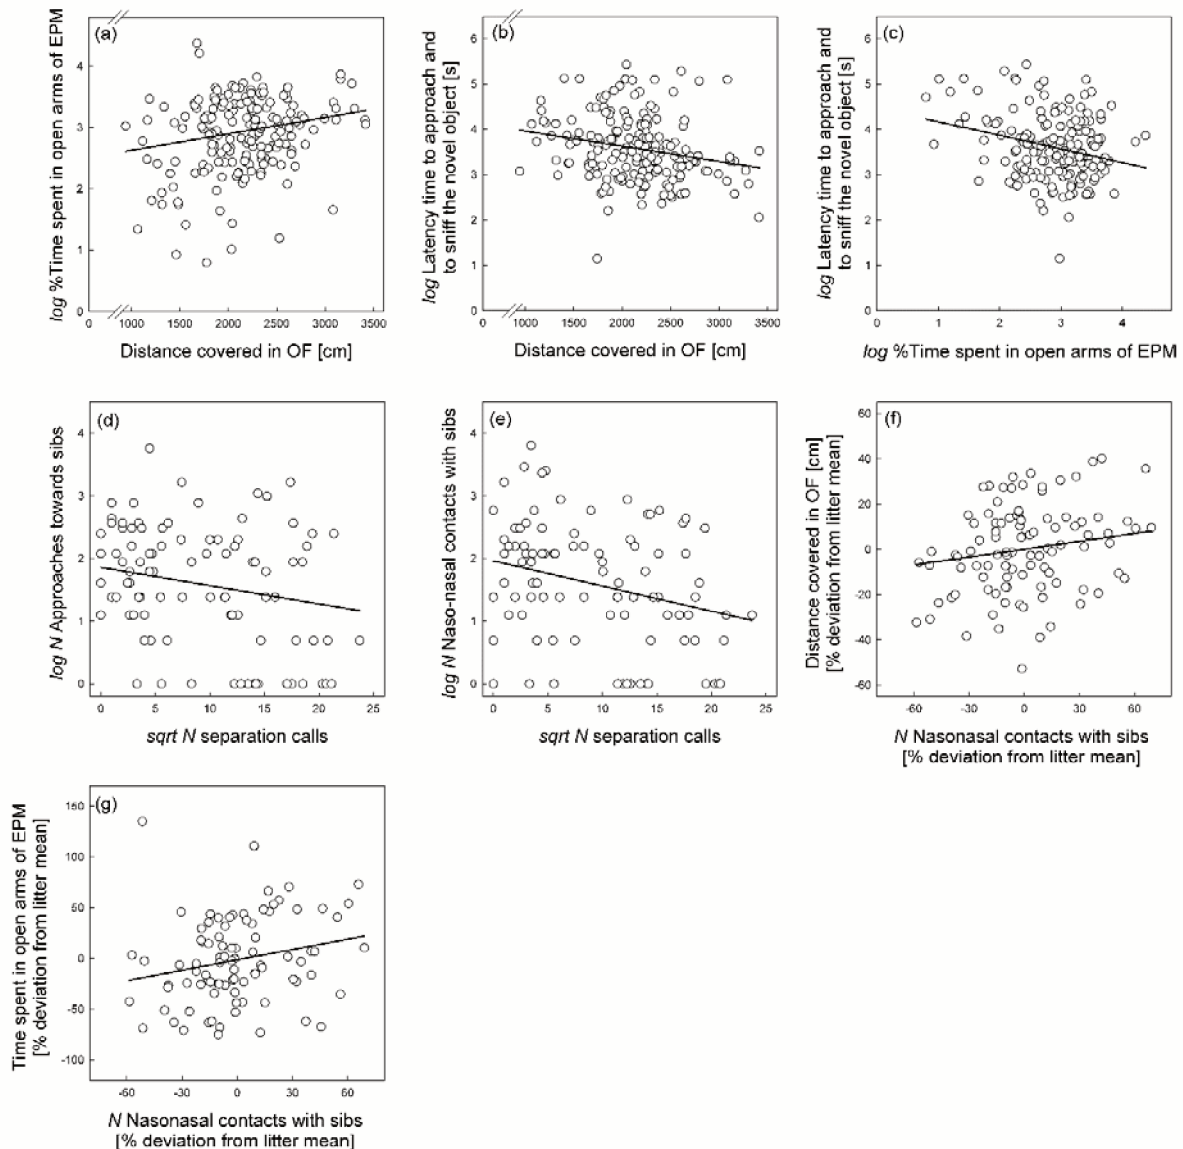 (a)
log %Time spent in open arms of EPM
4
3
2
1
0
0 1000 1500 2000 2500 3000 3500
Distance covered in OF [cm]
(b)
log Latency time to approach and
to sniff the novel object [s]
6
5
4
3
2
1
0
0 1000 1500 2000 2500 3000 3500
Distance covered in OF [cm]
(c)
log Latency time to approach and
to sniff the novel object [s]
6
5
4
3
2
1
0
0 1 2 3 4
log %Time spent in open arms of EPM
(d)
log N Approaches towards sibs
4
3
2
1
0
0 5 10 15 20 25
sqrt N separation calls
(e)
log N Naso-nasal contacts with sibs
4
3
2
1
0
0 5 10 15 20 25
sqrt N separation calls
(f)
Distance covered in OF [cm]
[% deviation from litter mean]
60
40
20
0
-20
-40
-60
-60 -30 0 30 60
N Nasonasal contacts with sibs
[% deviation from litter mean]
(g)
Time spent in open arms of EPM
[% deviation from litter mean]
150
100
50
0
-50
-100
-60 -30 0 30 60
N Nasonasal contacts with sibs
[% deviation from litter mean]